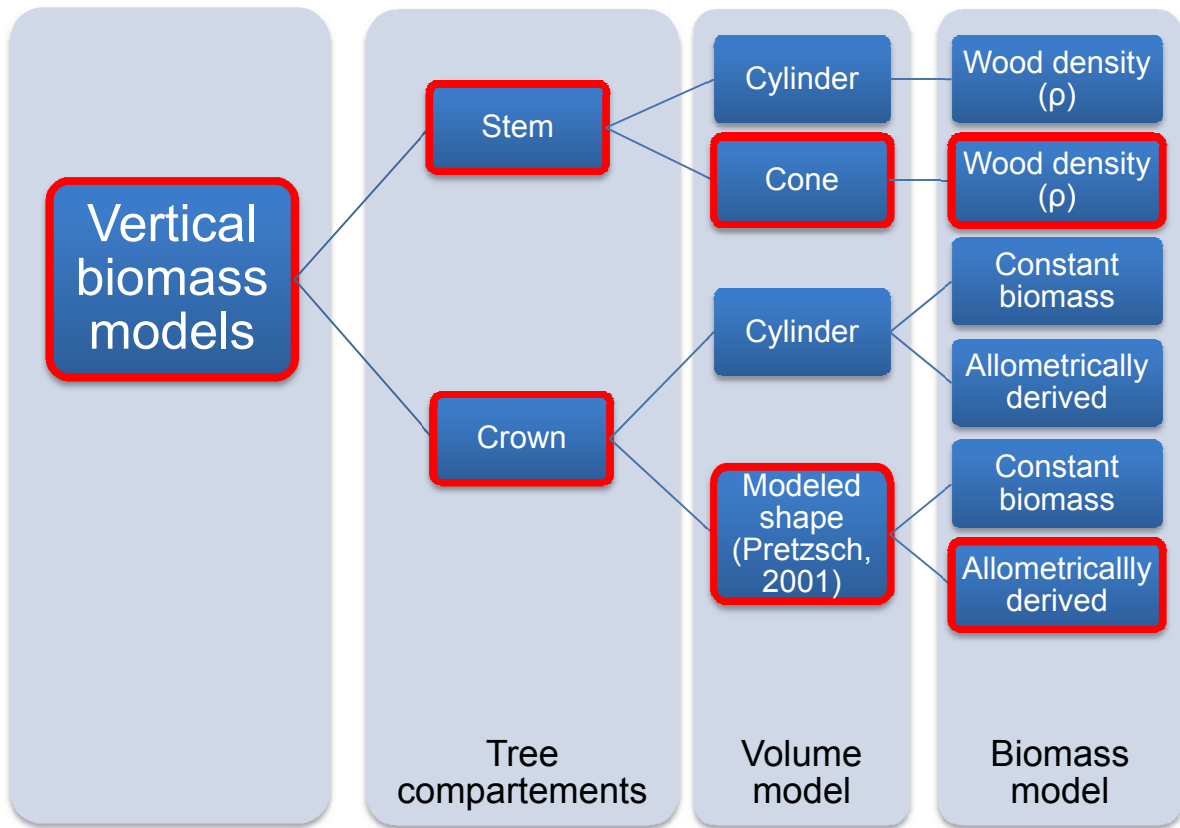 Vertical
biomass
models
Stem
Crown
Tree
compartements
Cylinder
Cone
Cylinder
Modeled
shape
(Pretzsch,
2001)
Volume
model
Wood density
(ρ)
Wood density
(ρ)
Constant
biomass
Allometrically
derived
Constant
biomass
Allometricallly
derived
Biomass
model